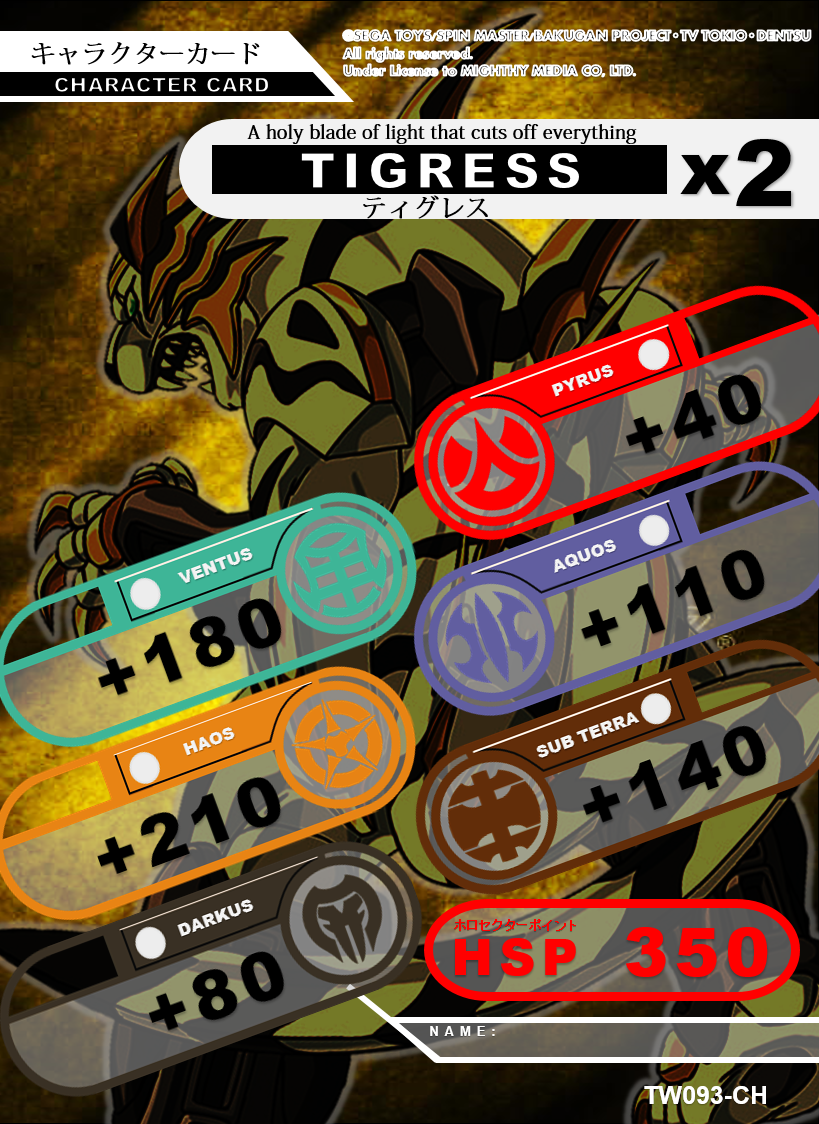 キャラクターカード
CHARACTER CARD
©SEGA TOYS/SPIN MASTER/BAKUGAN PROJECT・TV TOKIO・DENTSU
All rights reserved.
Under License to MIGHTHY MEDIA CO, LTD.
A holy blade of light that cuts off everything
TIGRESS
ティグレス
x2
PYRUS
+40
VENTUS
+180
AQUOS
+110
HAOS
+210
SUB TERRA
+140
DARKUS
+80
ホロセクターポイント
HSP 350
NAME:
TW093-CH